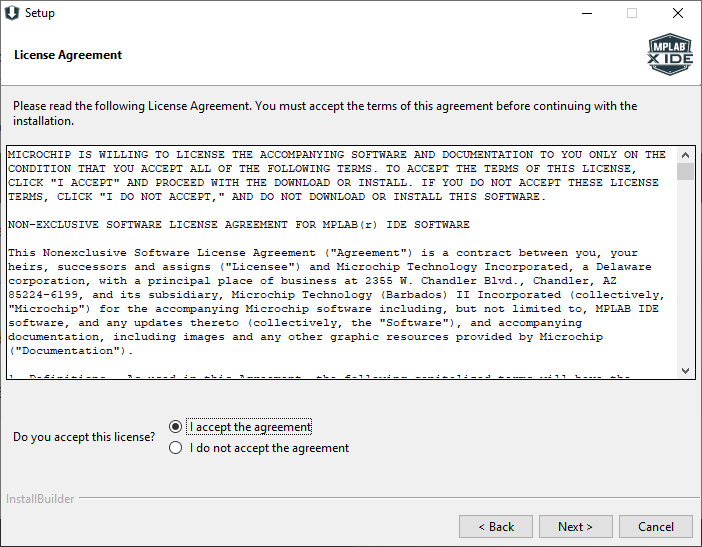 Setup
License Agreement
MPLAB®
X IDE
Please read the following License Agreement. You must accept the terms of this agreement before continuing with the
installation.
MICROCHIP IS WILLING TO LICENSE THE ACCOMPANYING SOFTWARE AND DOCUMENTATION TO YOU ONLY ON THE
CONDITION THAT YOU ACCEPT ALL OF THE FOLLOWING TERMS. TO ACCEPT THE TERMS OF THIS LICENSE,
CLICK "I ACCEPT" AND PROCEED WITH THE DOWNLOAD OR INSTALL. IF YOU DO NOT ACCEPT THESE LICENSE
TERMS, CLICK "I DO NOT ACCEPT," AND DO NOT DOWNLOAD OR INSTALL THIS SOFTWARE.
NON-EXCLUSIVE SOFTWARE LICENSE AGREEMENT FOR MPLAB(r) IDE SOFTWARE
This Nonexclusive Software License Agreement ("Agreement") is a contract between you, your
heirs, successors and assigns ("Licensee") and Microchip Technology Incorporated, a Delaware
corporation, with a principal place of business at 2355 W. Chandler Blvd., Chandler, AZ
85224-6199, and its subsidiary, Microchip Technology (Barbados) II Incorporated (collectively,
"Microchip") for the accompanying Microchip software including, but not limited to, MPLAB IDE
software, and any updates thereto (collectively, the "Software"), and accompanying
documentation, including images and any other graphic resources provided by Microchip
("Documentation").
1. Definitions. As used in this Agreement, the following capitalized terms will have the
Do you accept this license?
I accept the agreement
I do not accept the agreement
InstallBuilder
< Back
Next >
Cancel